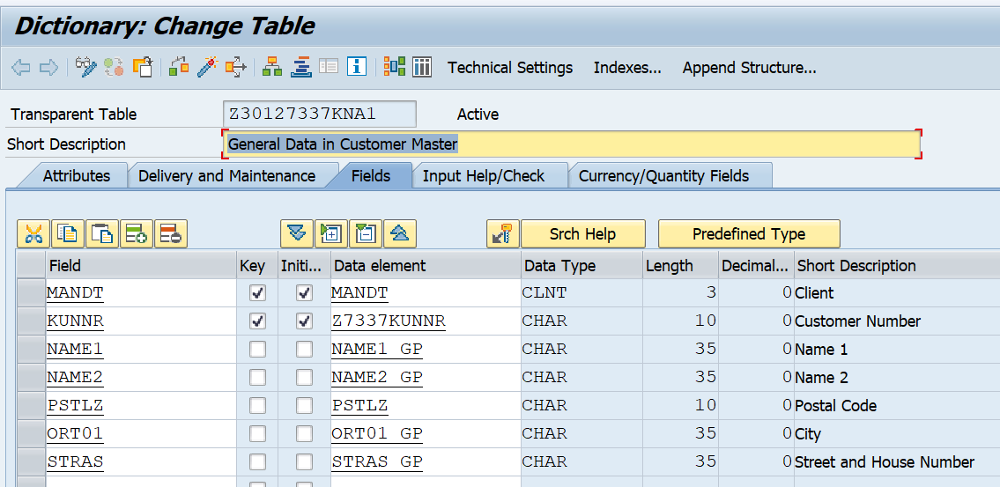 Dictionary: Change Table
Technical Settings Indexes... Append Structure...
Transparent Table Z30127337KNA1 Active
Short Description General Data in Customer Master
Attributes Delivery and Maintenance Fields Input Help/Check Currency/Quantity Fields
Srch Help Predefined Type
Field Key Initi... Data element Data Type Length Decimal... Short Description
MANDT MANDT CLNT 3 0 Client
KUNNR Z7337KUNNR CHAR 10 0 Customer Number
NAME1 NAME1_GP CHAR 35 0 Name 1
NAME2 NAME2_GP CHAR 35 0 Name 2
PSTLZ PSTLZ CHAR 10 0 Postal Code
ORT01 ORT01_GP CHAR 35 0 City
STRAS STRAS_GP CHAR 35 0 Street and House Number